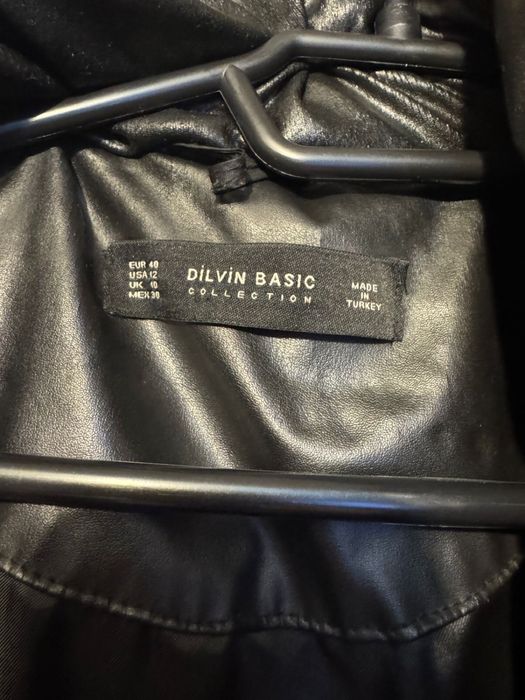 EUR 40
USA 12
UK 10
MEX 30
DİLVİN BASIC
COLLECTION
MADE
IN
TURKEY